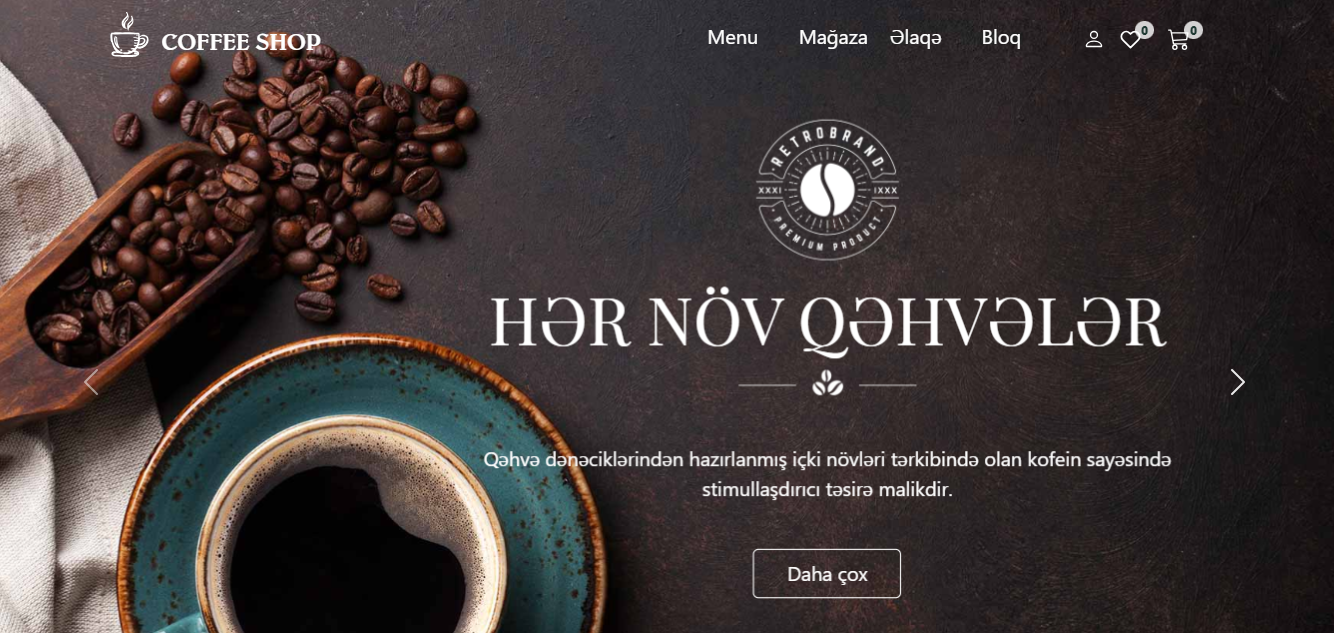 COFFEE SHOP
Menu Mağaza Əlaqə Bloq 0 0
RETROBRAND
XXXI IXXX
PREMIUM PRODUCT
HƏR NÖV QƏHVƏLƏR
Qəhvə dənəciklərindən hazırlanmış içki növləri tərkibində olan kofein sayəsində
stimullaşdırıcı təsirə malikdir.
Daha çox